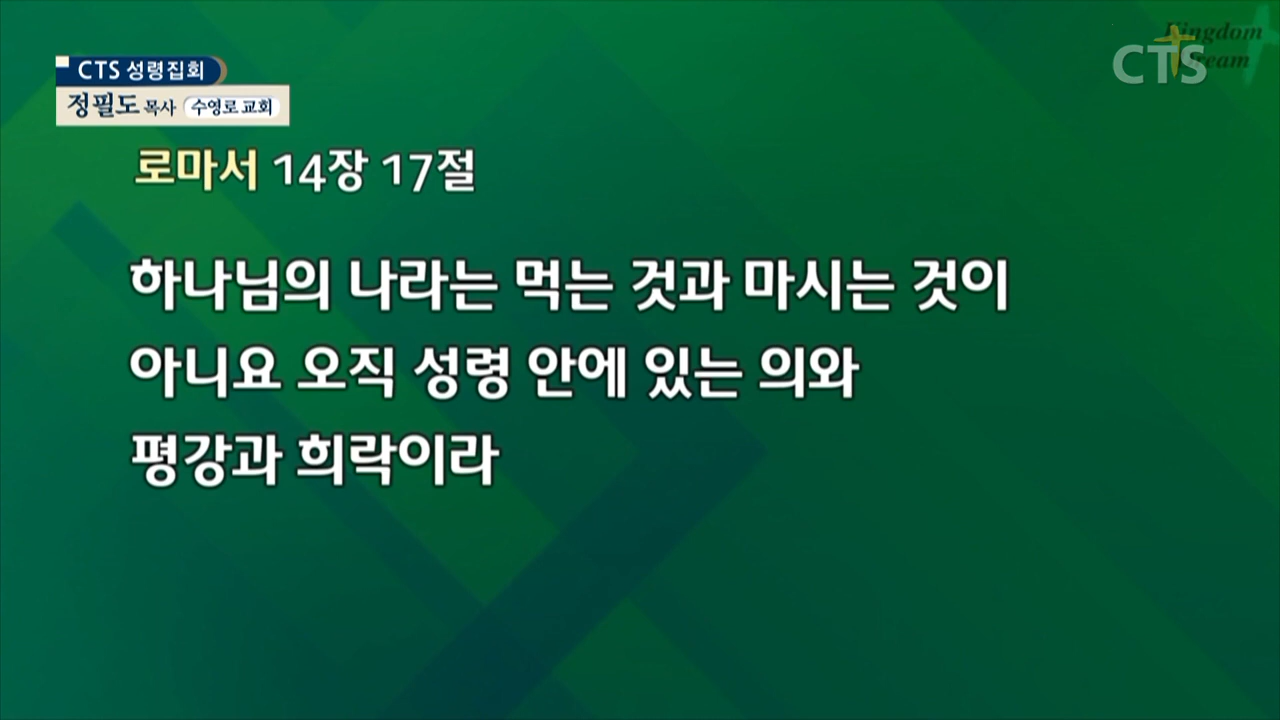 CTS 성령집회
정필도 목사 수영로교회
Kingdom
Dream
CTS
로마서 14장 17절
하나님의 나라는 먹는 것과 마시는 것이
아니요 오직 성령 안에 있는 의와
평강과 희락이라